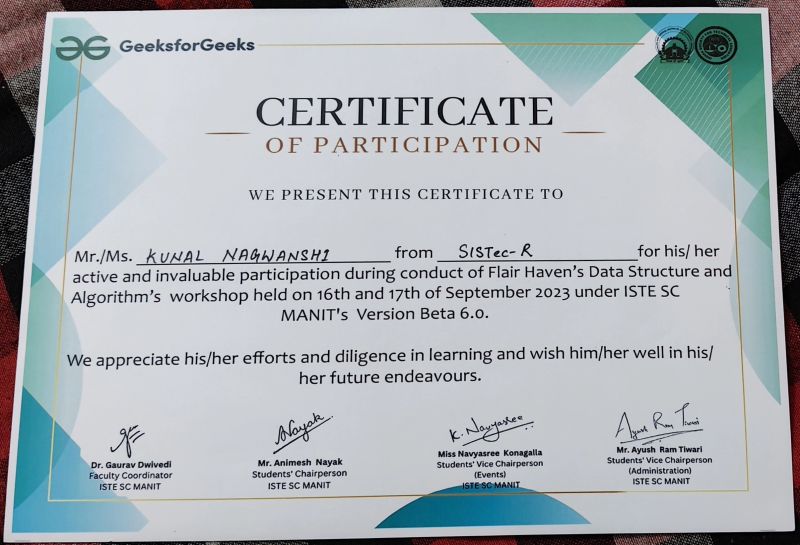 GeeksforGeeks
CERTIFICATE
OF PARTICIPATION
WE PRESENT THIS CERTIFICATE TO
Mr./Ms. KUNAL NAGWANSHI from SISTec-R for his/ her
active and invaluable participation during conduct of Flair Haven's Data Structure and
Algorithm's workshop held on 16th and 17th of September 2023 under ISTE SC
MANIT's Version Beta 6.0.
We appreciate his/her efforts and diligence in learning and wish him/her well in his/
her future endeavours.
ANayak
K. Navyasree
Ayush Ram Tiwari
Dr. Gaurav Dwivedi
Faculty Coordinator
ISTE SC MANIT
Mr. Animesh Nayak
Students' Chairperson
ISTE SC MANIT
Miss Navyasree Konagalla
Students' Vice Chairperson
(Events)
ISTE SC MANIT
Mr. Ayush Ram Tiwari
Students' Vice Chairperson
(Administration)
ISTE SC MANIT